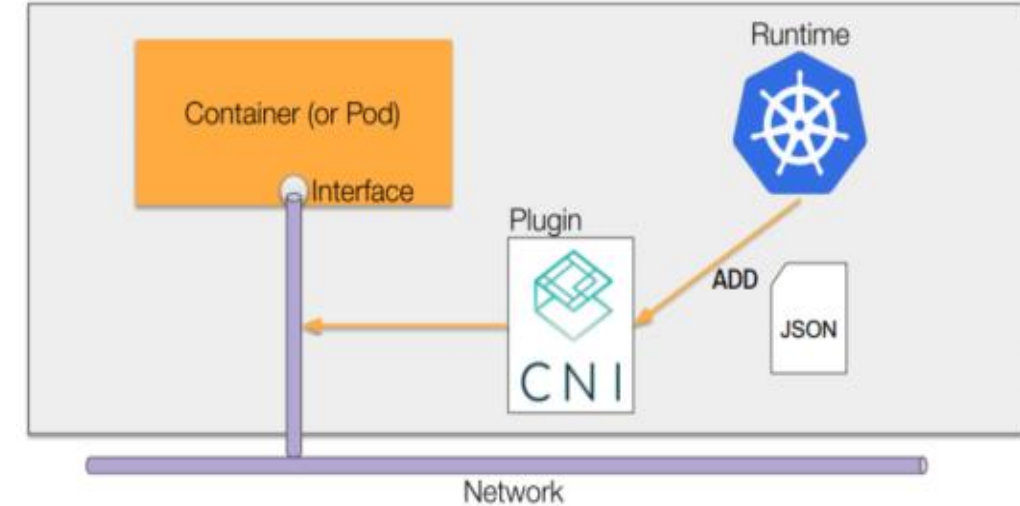 Runtime
Container (or Pod)
Interface
Plugin
ADD
JSON
CNI
Network